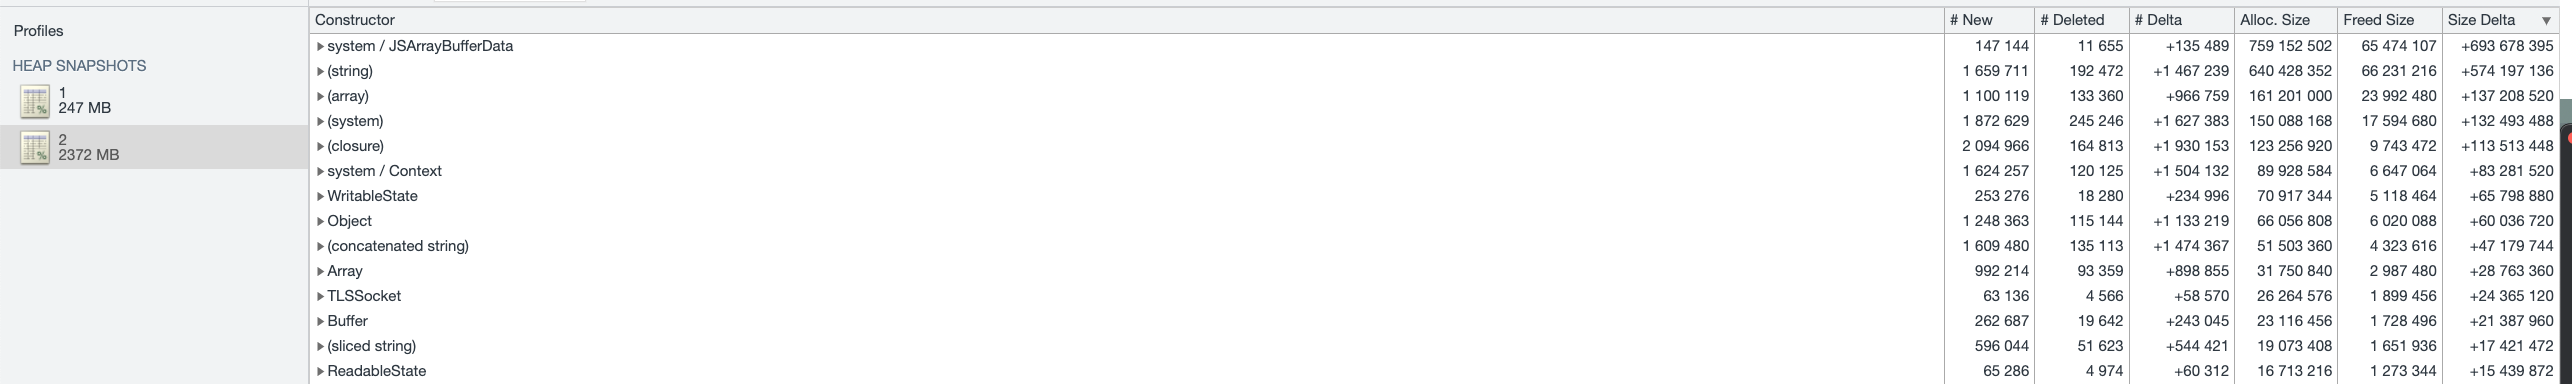 Profiles
HEAP SNAPSHOTS
1
247 MB
2
2372 MB
Constructor # New # Deleted # Delta Alloc. Size Freed Size Size Delta ▼
▶ system / JSArrayBufferData 147 144 11 655 +135 489 759 152 502 65 474 107 +693 678 395
▶ (string) 1 659 711 192 472 +1 467 239 640 428 352 66 231 216 +574 197 136
▶ (array) 1 100 119 133 360 +966 759 161 201 000 23 992 480 +137 208 520
▶ (system) 1 872 629 245 246 +1 627 383 150 088 168 17 594 680 +132 493 488
▶ (closure) 2 094 966 164 813 +1 930 153 123 256 920 9 743 472 +113 513 448
▶ system / Context 1 624 257 120 125 +1 504 132 89 928 584 6 647 064 +83 281 520
▶ WritableState 253 276 18 280 +234 996 70 917 344 5 118 464 +65 798 880
▶ Object 1 248 363 115 144 +1 133 219 66 056 808 6 020 088 +60 036 720
▶ (concatenated string) 1 609 480 135 113 +1 474 367 51 503 360 4 323 616 +47 179 744
▶ Array 992 214 93 359 +898 855 31 750 840 2 987 480 +28 763 360
▶ TLSSocket 63 136 4 566 +58 570 26 264 576 1 899 456 +24 365 120
▶ Buffer 262 687 19 642 +243 045 23 116 456 1 728 496 +21 387 960
▶ (sliced string) 596 044 51 623 +544 421 19 073 408 1 651 936 +17 421 472
▶ ReadableState 65 286 4 974 +60 312 16 713 216 1 273 344 +15 439 872